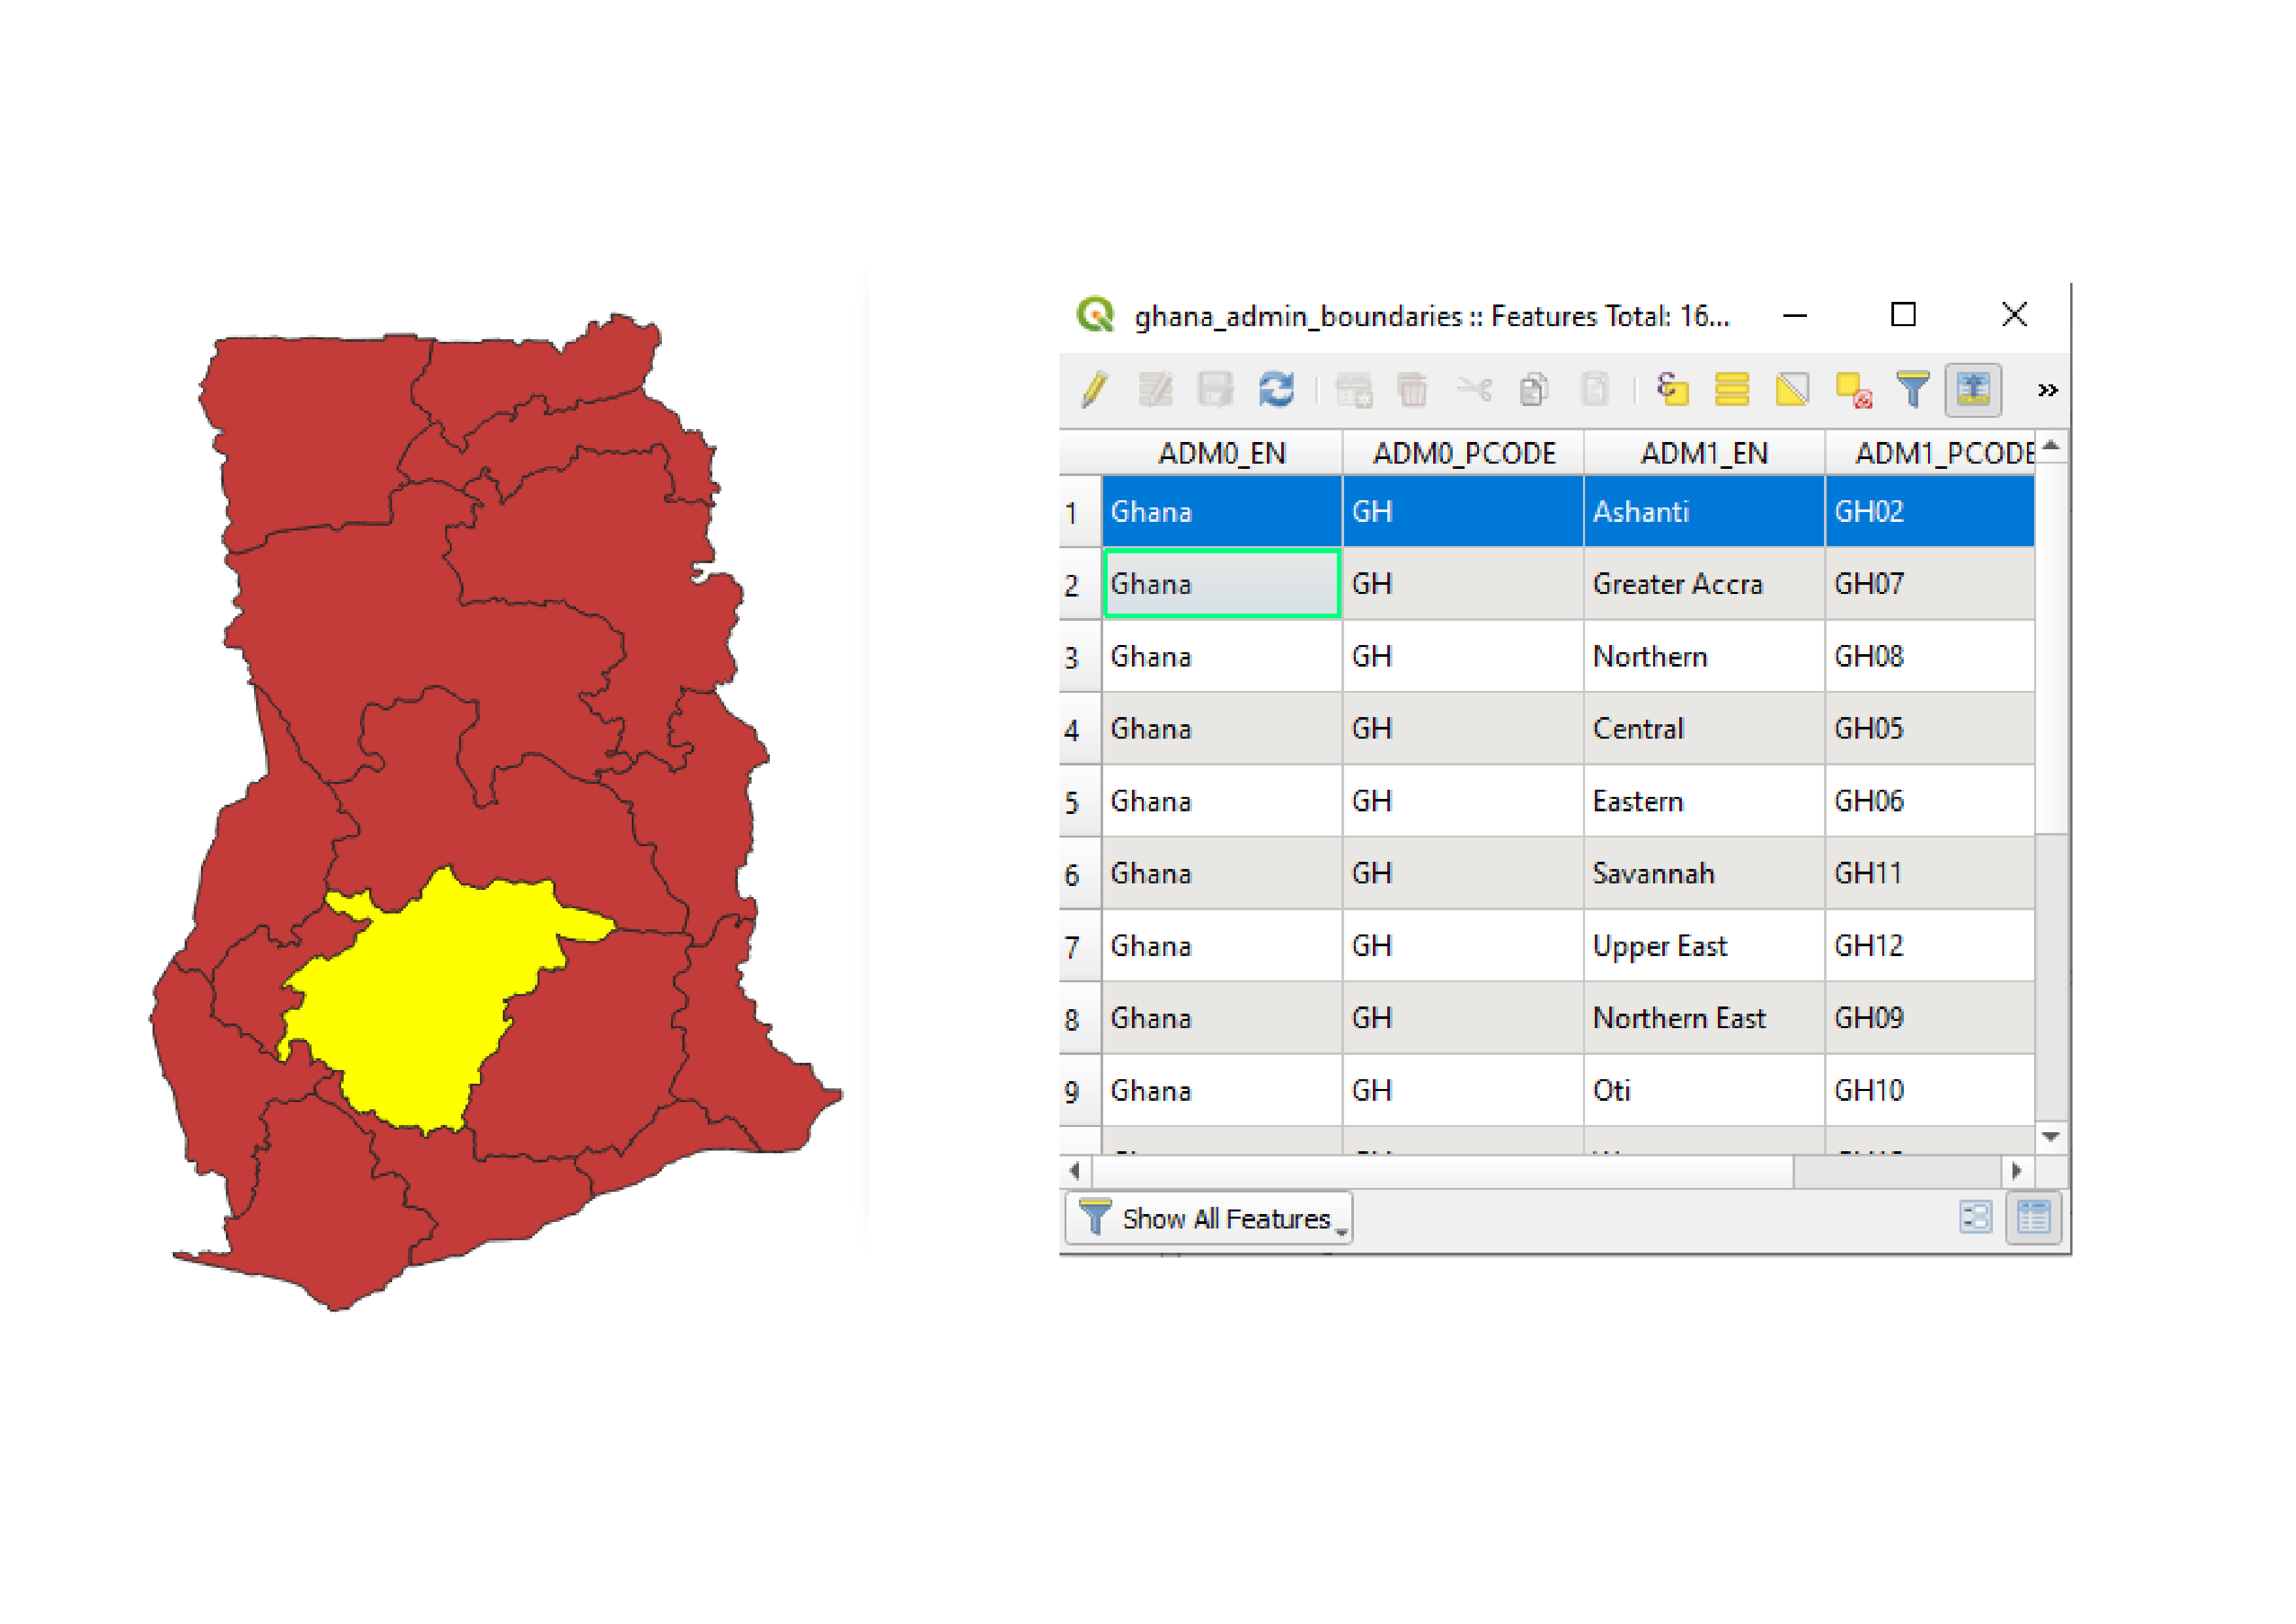 ghana_admin_boundaries :: Features Total: 16...
»
ADM0_EN ADM0_PCODE ADM1_EN ADM1_PCODE
1 Ghana GH Ashanti GH02
2 Ghana GH Greater Accra GH07
3 Ghana GH Northern GH08
4 Ghana GH Central GH05
5 Ghana GH Eastern GH06
6 Ghana GH Savannah GH11
7 Ghana GH Upper East GH12
8 Ghana GH Northern East GH09
9 Ghana GH Oti GH10
Show All Features